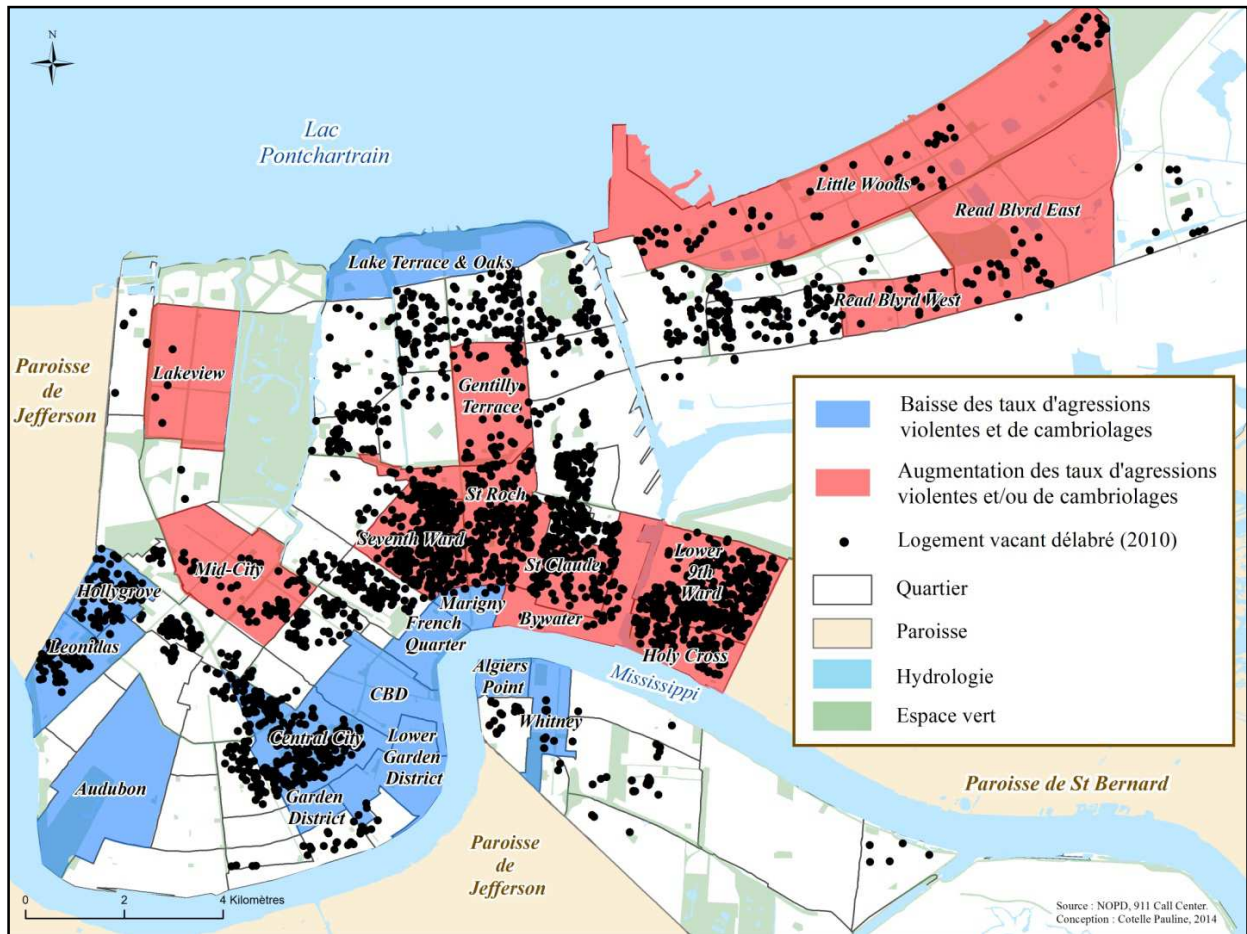 N
Lac
Pontchartrain
Little Woods
Read Blvrd East
Lake Terrace & Oaks
Read Blvrd West
Paroisse
de
Jefferson
Lakeview
Gentilly
Terrace
St Roch
Seventh Ward
Mid-City
St Claude
Lower
9th
Ward
Hollygrove
Marigny
Bywater
French
Quarter
Leonidas
Holy Cross
Algiers
Point
Mississippi
CBD
Whitney
Central City
Lower
Garden
District
Audubon
Garden
District
Paroisse de St Bernard
Paroisse
de
Jefferson
Baisse des taux d'agressions
violentes et de cambriolages
Augmentation des taux d'agressions
violentes et/ou de cambriolages
Logement vacant délabré (2010)
Quartier
Paroisse
Hydrologie
Espace vert
0 2 4 Kilomètres
Source : NOPD, 911 Call Center.
Conception : Cotelle Pauline, 2014